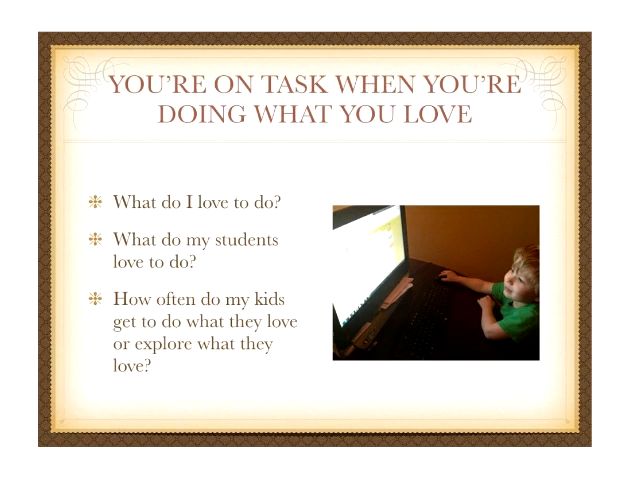 YOU'RE ON TASK WHEN YOU'RE
DOING WHAT YOU LOVE
What do I love to do?
What do my students
love to do?
How often do my kids
get to do what they love
or explore what they
love?